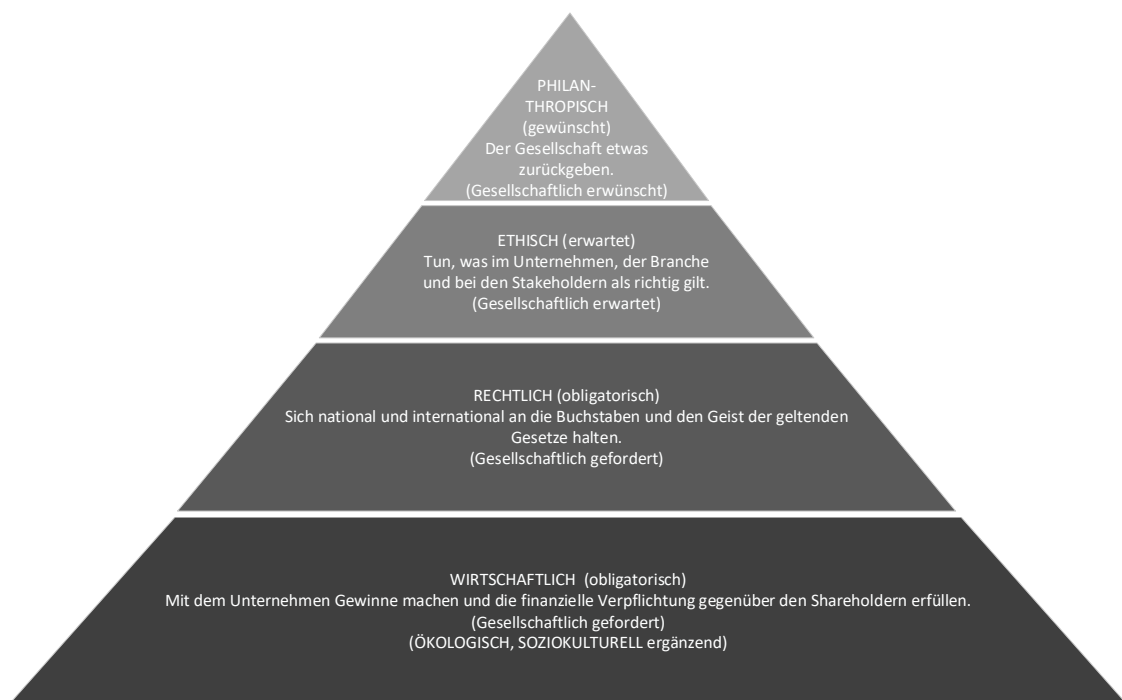 PHILAN-
THROPISCH
(gewünscht)
Der Gesellschaft etwas
zurückgeben.
(Gesellschaftlich erwünscht)
ETHISCH (erwartet)
Tun, was im Unternehmen, der Branche
und bei den Stakeholdern als richtig gilt.
(Gesellschaftlich erwartet)
RECHTLICH (obligatorisch)
Sich national und international an die Buchstaben und den Geist der geltenden
Gesetze halten.
(Gesellschaftlich gefordert)
WIRTSCHAFTLICH (obligatorisch)
Mit dem Unternehmen Gewinne machen und die finanzielle Verpflichtung gegenüber den Shareholdern erfüllen.
(Gesellschaftlich gefordert)
(ÖKOLOGISCH, SOZIOKULTURELL ergänzend)